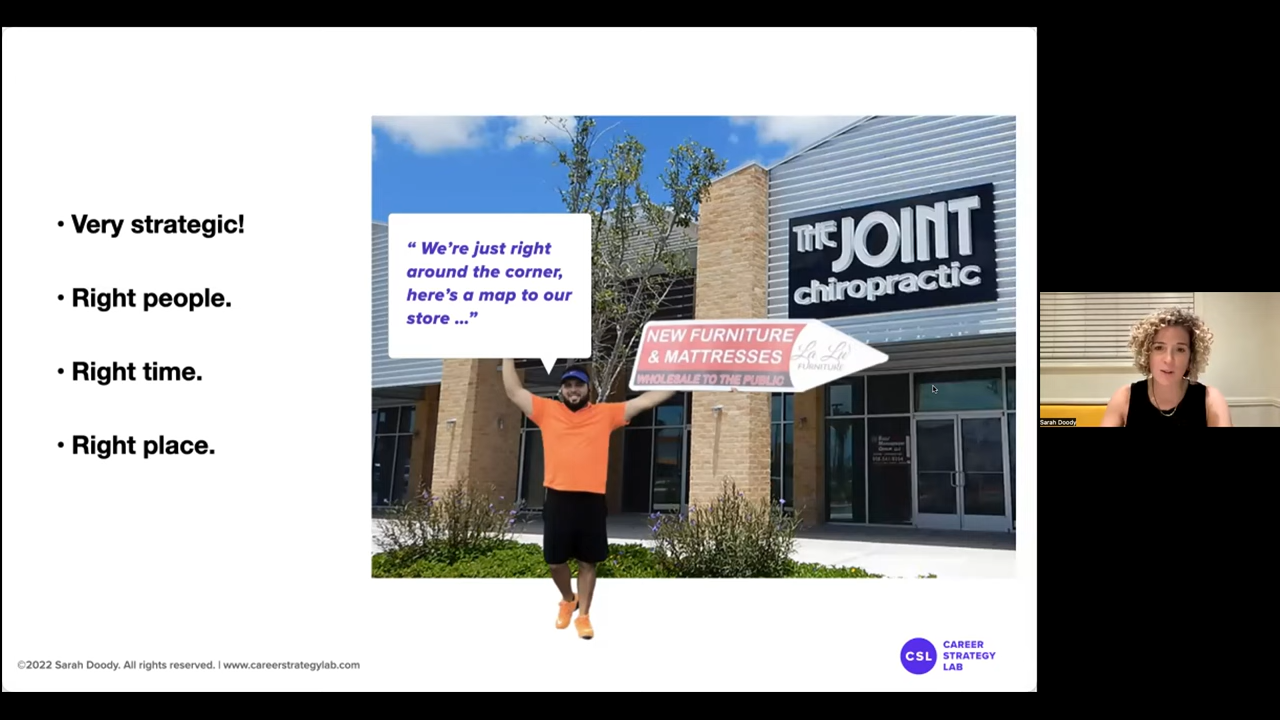 • Very strategic!
• Right people.
• Right time.
• Right place.
“ We’re just right
around the corner,
here’s a map to our
store ...”
THE JOINT
chiropractic
NEW FURNITURE
& MATTRESSES
WHOLESALE TO THE PUBLIC
FURNITURE
©2022 Sarah Doody. All rights reserved. | www.careerstrategylab.com
CSL
CAREER
STRATEGY
LAB
Sarah Doody